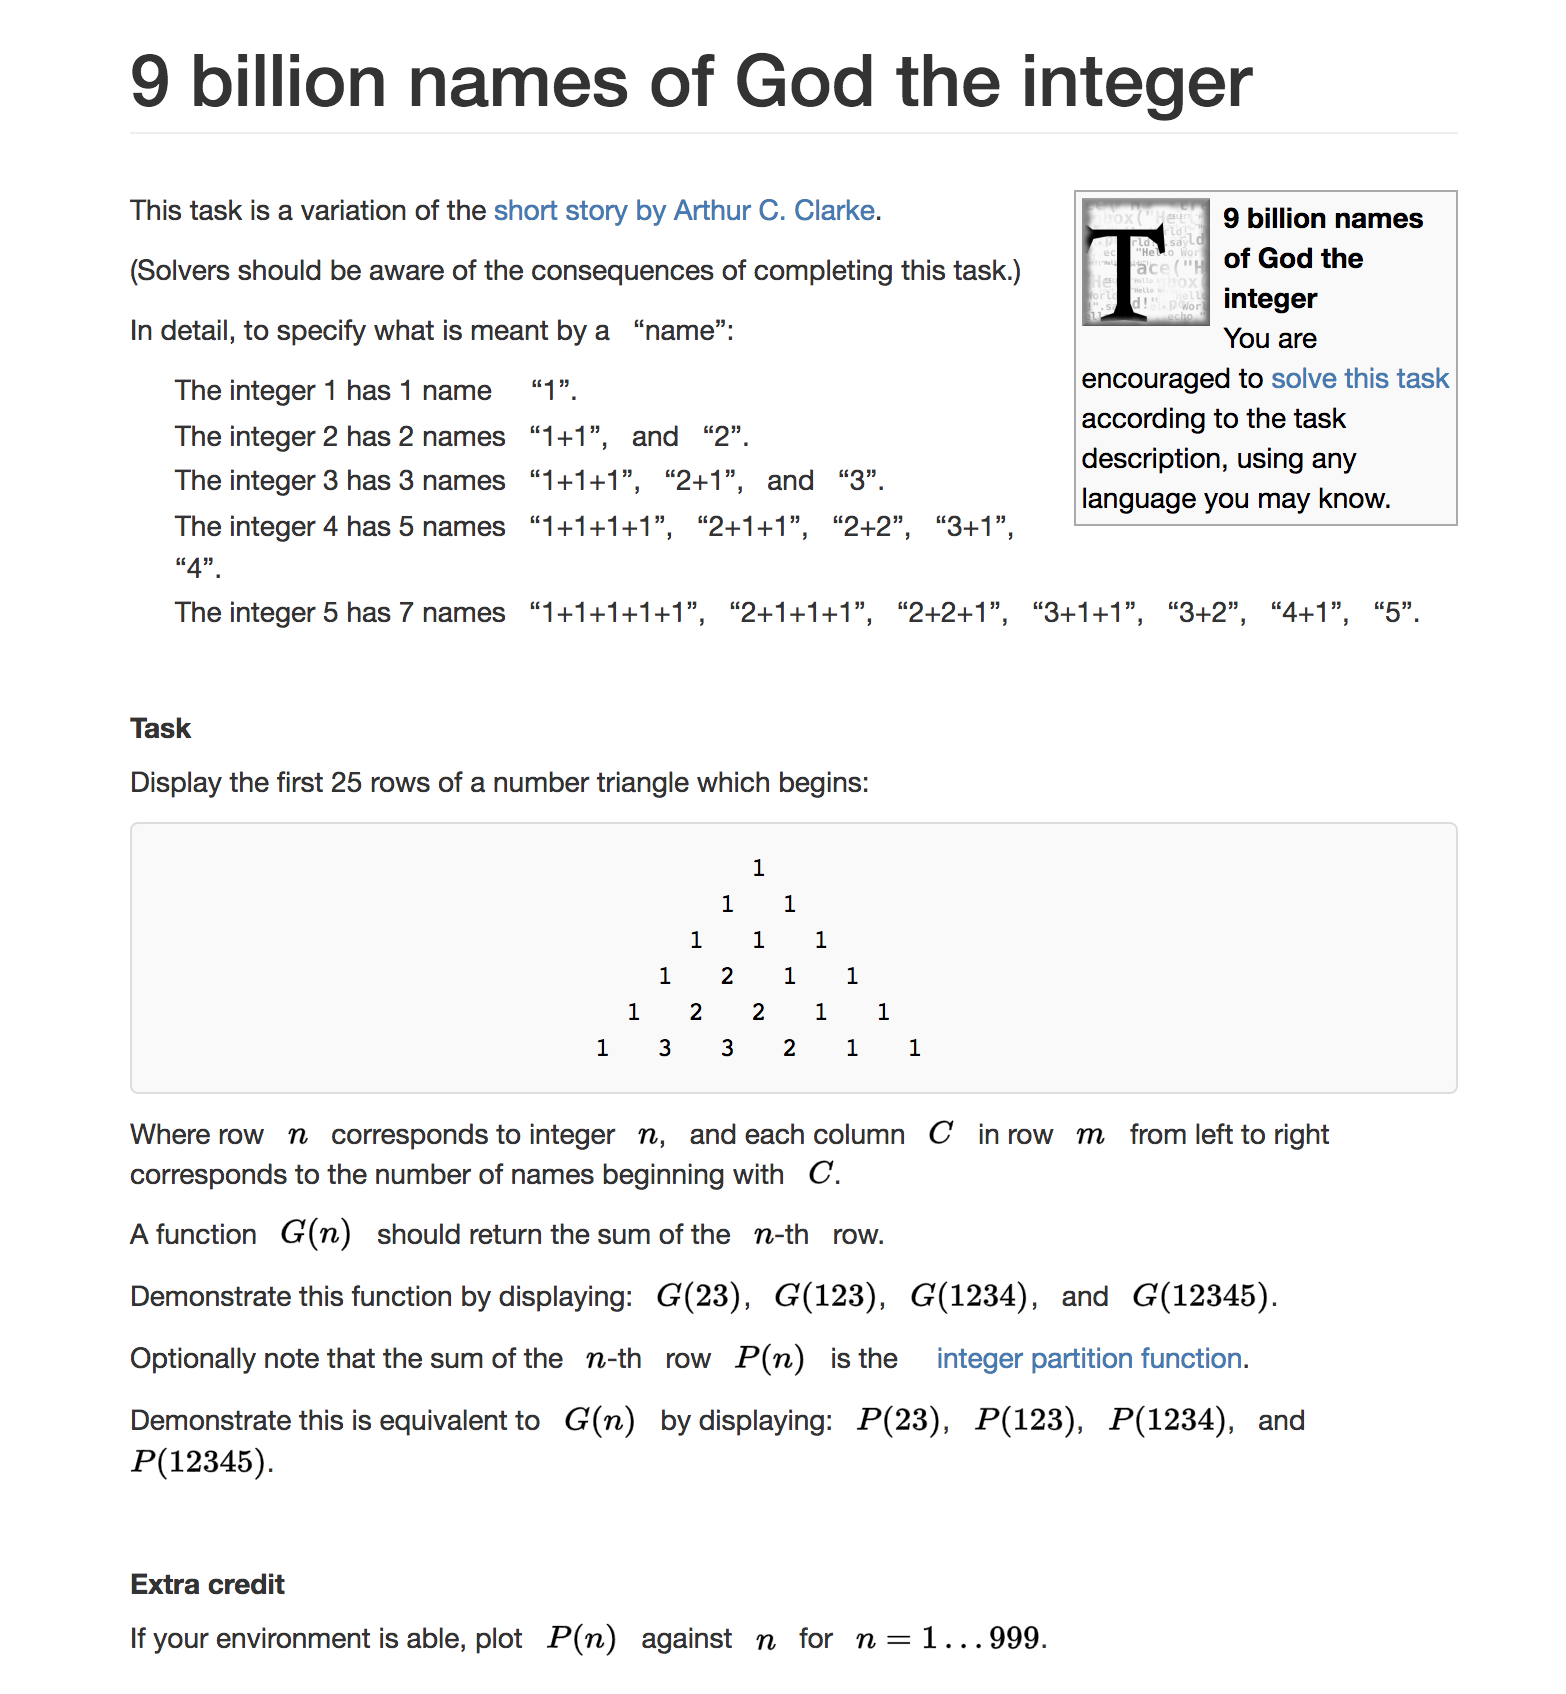 9 billion names of God the integer
This task is a variation of the short story by Arthur C. Clarke.
(Solvers should be aware of the consequences of completing this task.)
In detail, to specify what is meant by a “name”:
The integer 1 has 1 name “1”.
The integer 2 has 2 names “1+1”, and “2”.
The integer 3 has 3 names “1+1+1”, “2+1”, and “3”.
The integer 4 has 5 names “1+1+1+1”, “2+1+1”, “2+2”, “3+1”,
“4”.
The integer 5 has 7 names “1+1+1+1+1”, “2+1+1+1”, “2+2+1”, “3+1+1”, “3+2”, “4+1”, “5”.
T
9 billion names
of God the
integer
You are
encouraged to solve this task
according to the task
description, using any
language you may know.
Task
Display the first 25 rows of a number triangle which begins:
1
1 1
1 1 1
1 2 1 1
1 2 2 1 1
1 3 3 2 1 1
Where row n corresponds to integer n, and each column C in row m from left to right
corresponds to the number of names beginning with C.
A function G(n) should return the sum of the n-th row.
Demonstrate this function by displaying: G(23), G(123), G(1234), and G(12345).
Optionally note that the sum of the n-th row P(n) is the integer partition function.
Demonstrate this is equivalent to G(n) by displaying: P(23), P(123), P(1234), and
P(12345).
Extra credit
If your environment is able, plot P(n) against n for n = 1 . . . 999.